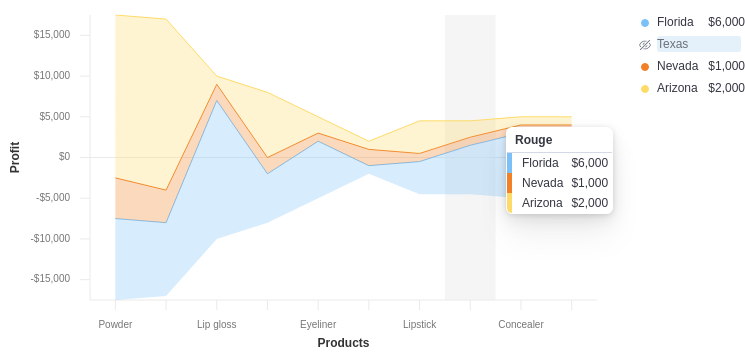 Florida $6,000
Texas
Nevada $1,000
Arizona $2,000
$15,000
$10,000
$5,000
$0
-$5,000
-$10,000
-$15,000
Profit
Rouge
Florida $6,000
Nevada $1,000
Arizona $2,000
Powder Lip gloss Eyeliner Lipstick Concealer
Products